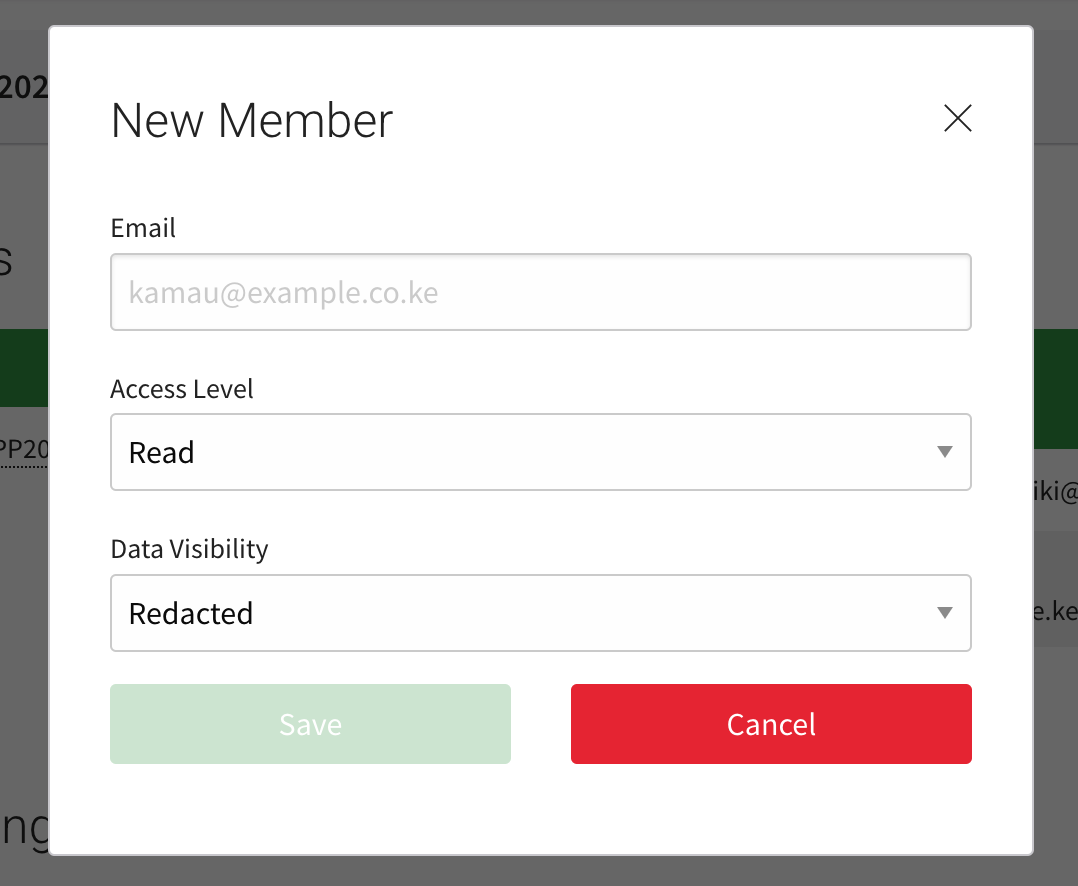 202
New Member
s
Email
kamau@example.co.ke
Access Level
PP20
Read
iki@
Data Visibility
Redacted
e.ke
Save
Cancel
ng